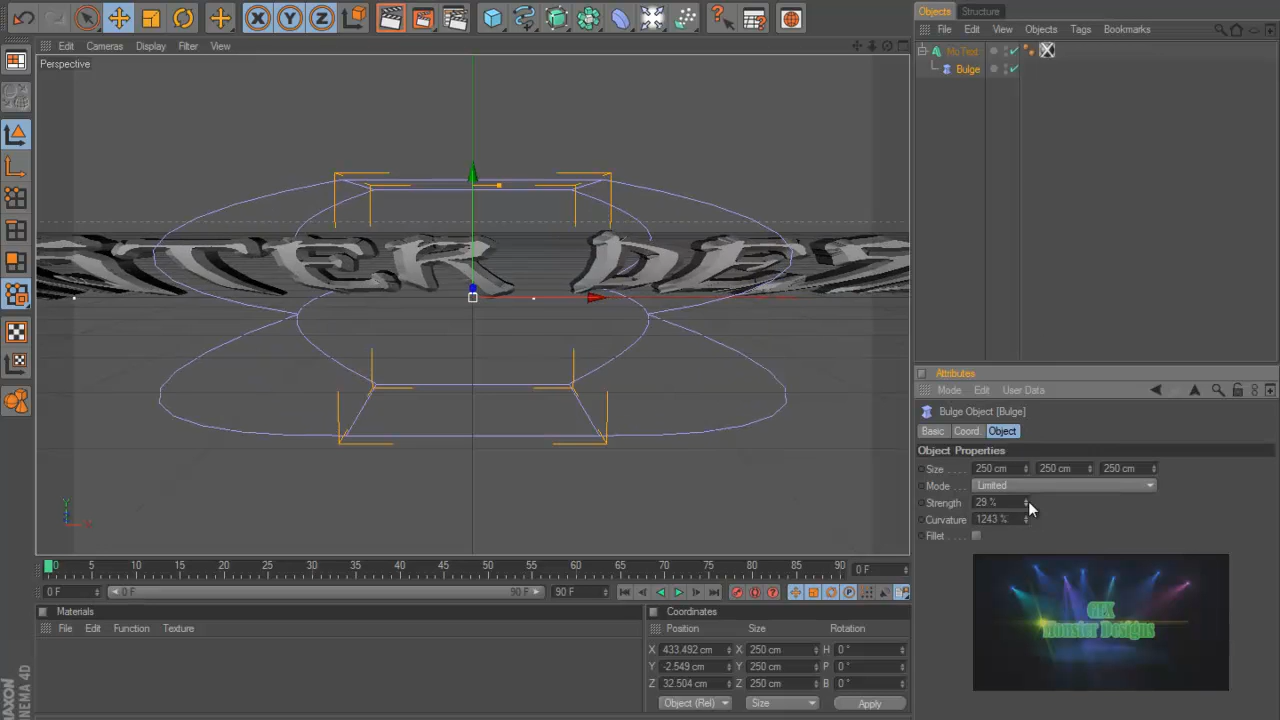 Objects Structure
File Edit View Objects Tags Bookmarks
MoText
Bulge
Edit Cameras Display Filter View
Perspective
TER DES
Y
X
Attributes
Mode Edit User Data
Bulge Object [Bulge]
Basic Coord Object
Object Properties
Size 250 cm 250 cm 250 cm
Mode Limited
Strength 29 %
Curvature 1243 %
Fillet
GFX
Monster Designs
0 5 10 15 20 25 30 35 40 45 50 55 60 65 70 75 80 85 90 0 F
0 F 0 F 90 F 90 F
Materials
File Edit Function Texture
Coordinates
Position Size Rotation
X 433.492 cm X 250 cm H 0 °
Y -2.549 cm Y 250 cm P 0 °
Z 32.504 cm Z 250 cm B 0 °
Object (Rel) Size Apply
MAXON
CINEMA 4D